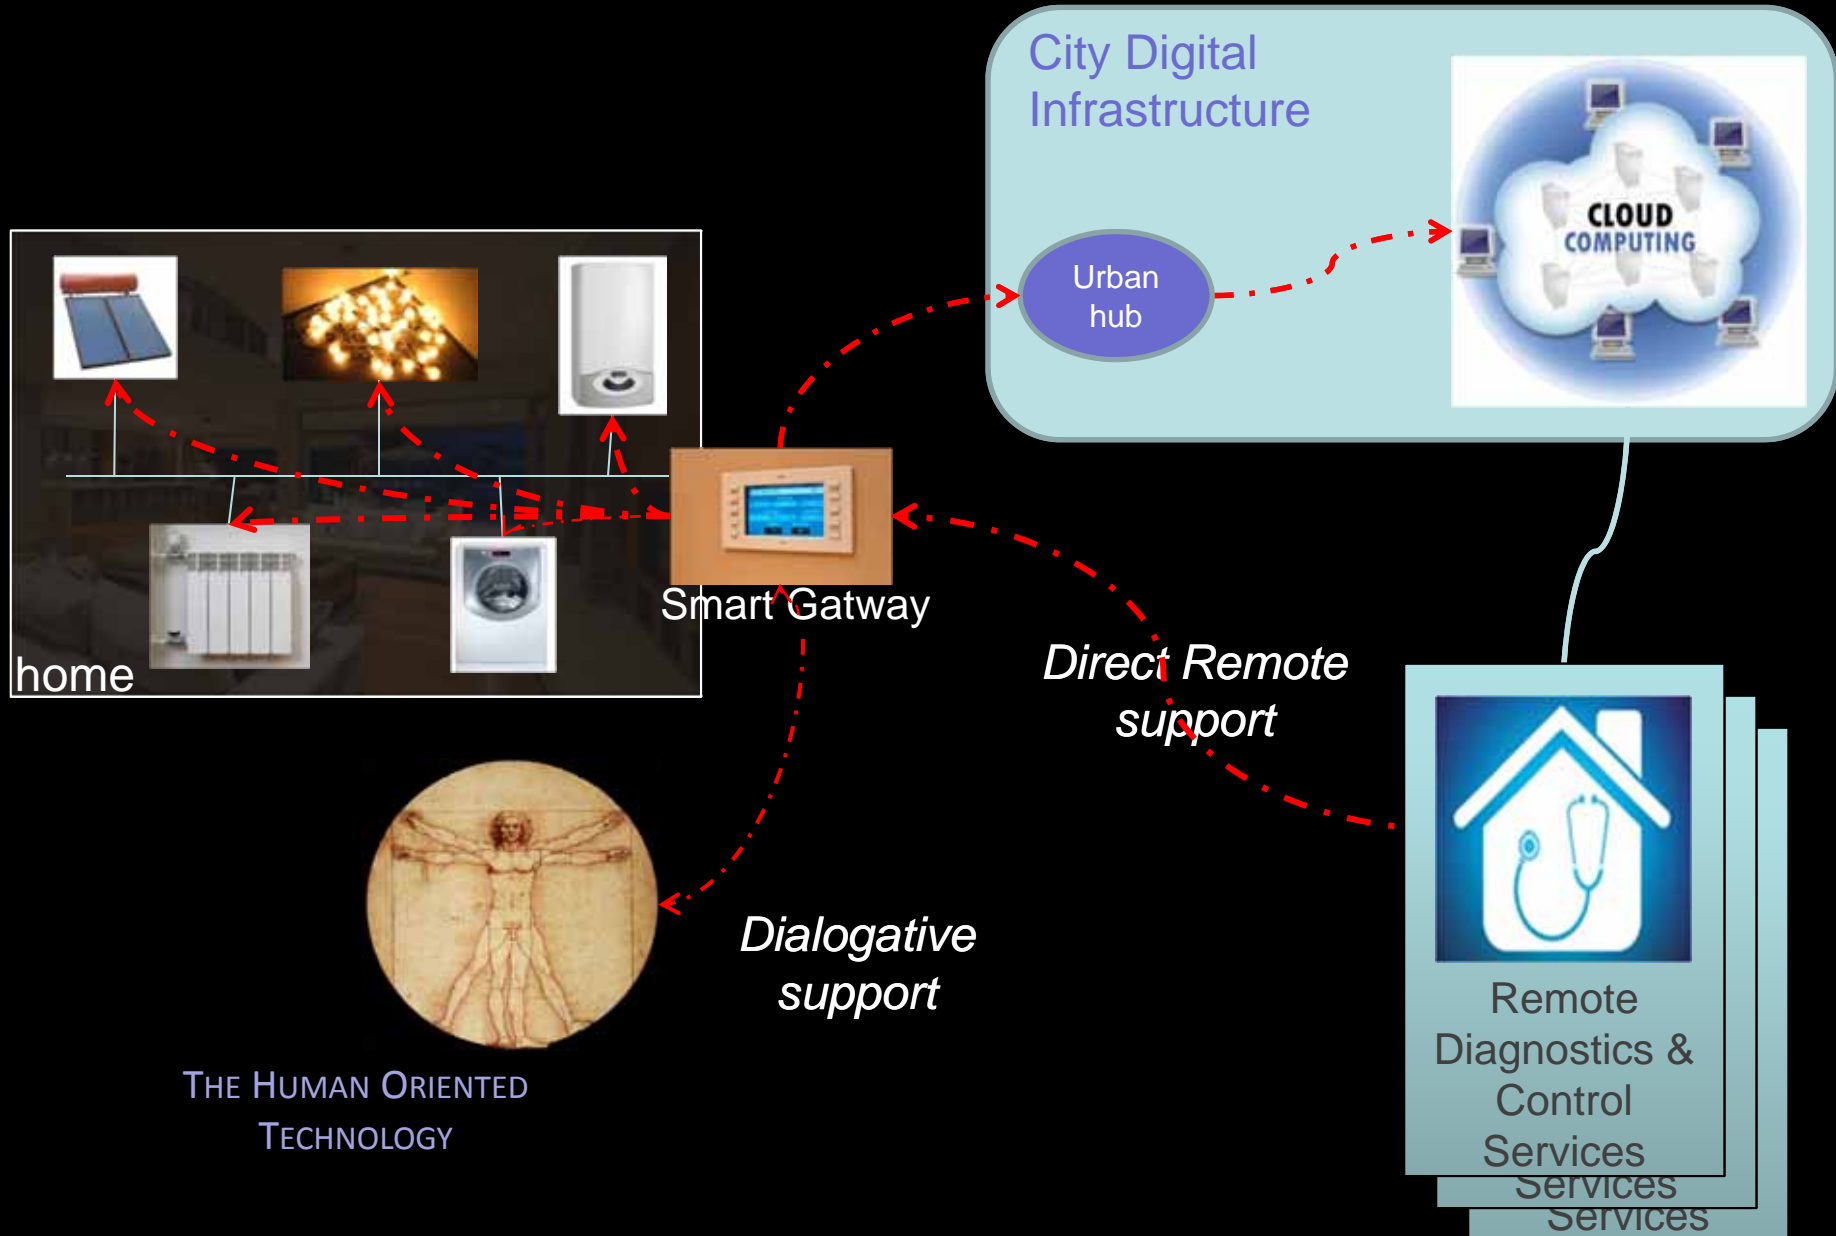 City Digital
Infrastructure
CLOUD
COMPUTING
Urban
hub
Smart Gatway
home
Direct Remote
support
Dialogative
support
THE HUMAN ORIENTED
TECHNOLOGY
Remote
Diagnostics &
Control
Services
Services
Services